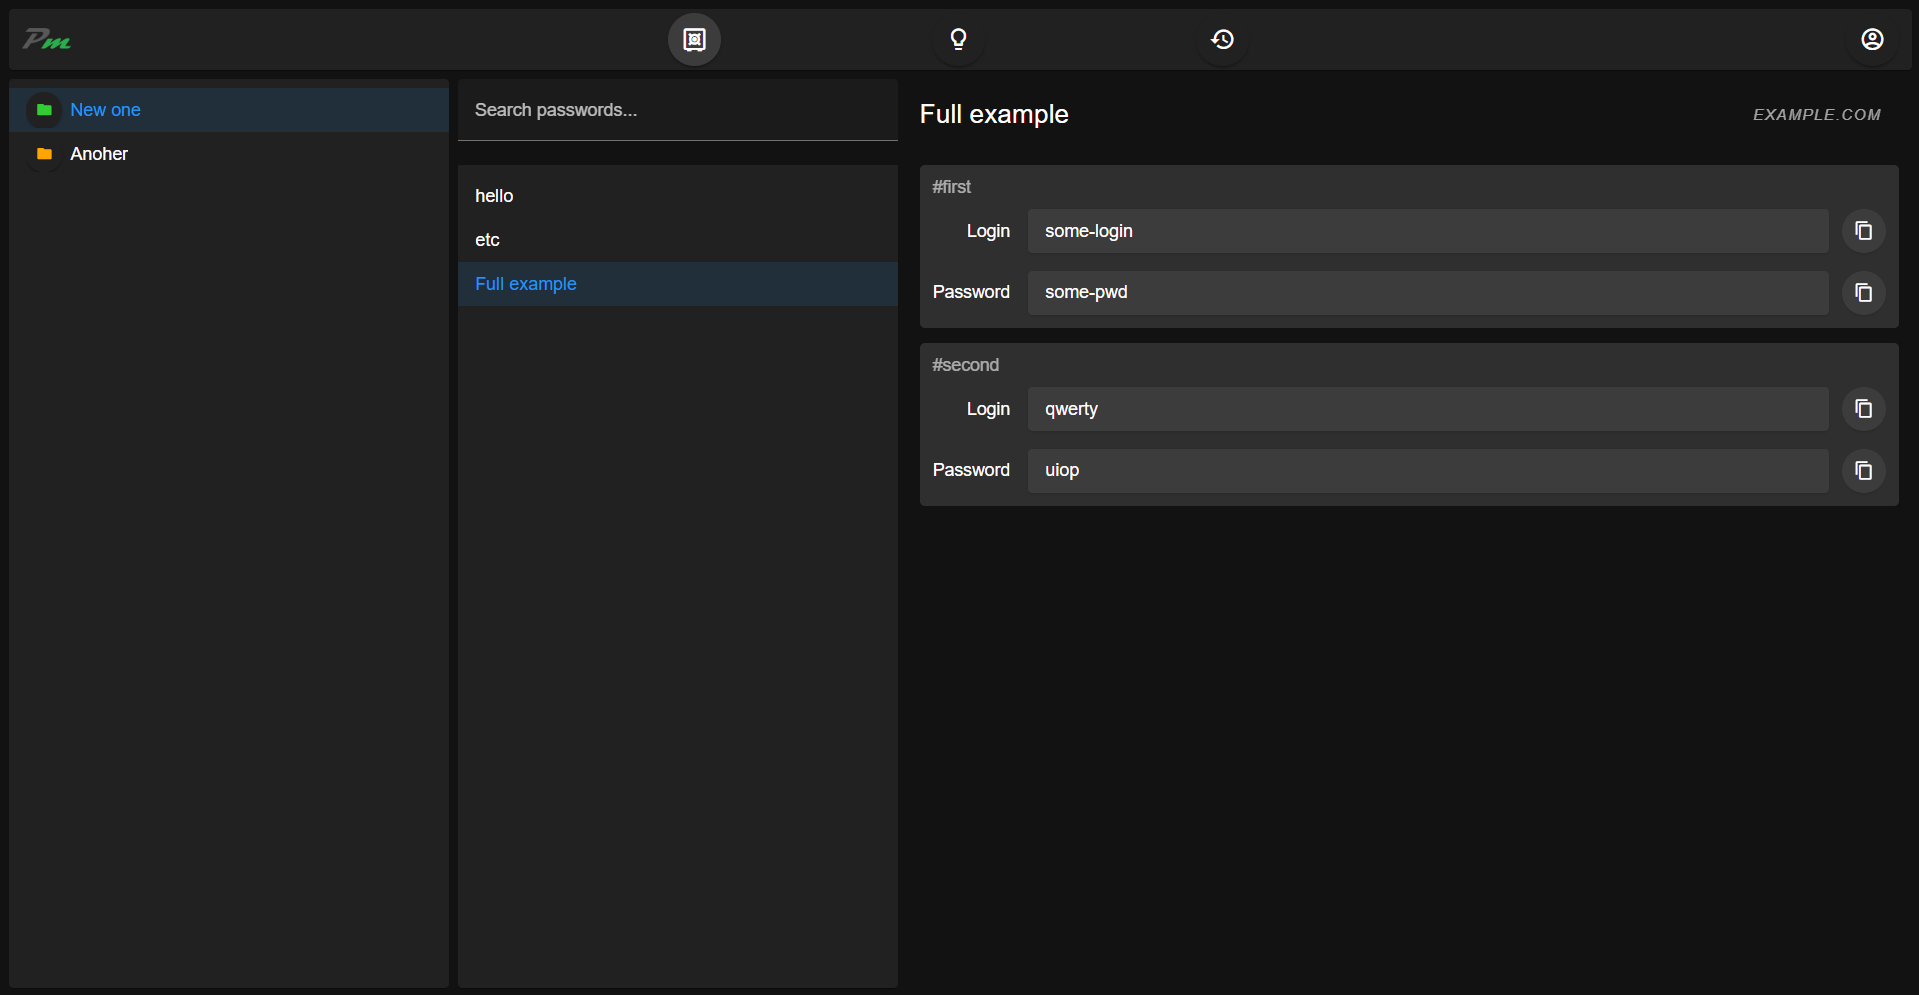 Pm
New one
Anoher
Search passwords...
hello
etc
Full example
Full example
EXAMPLE.COM
#first
Login
some-login
Password
some-pwd
#second
Login
qwerty
Password
uiop